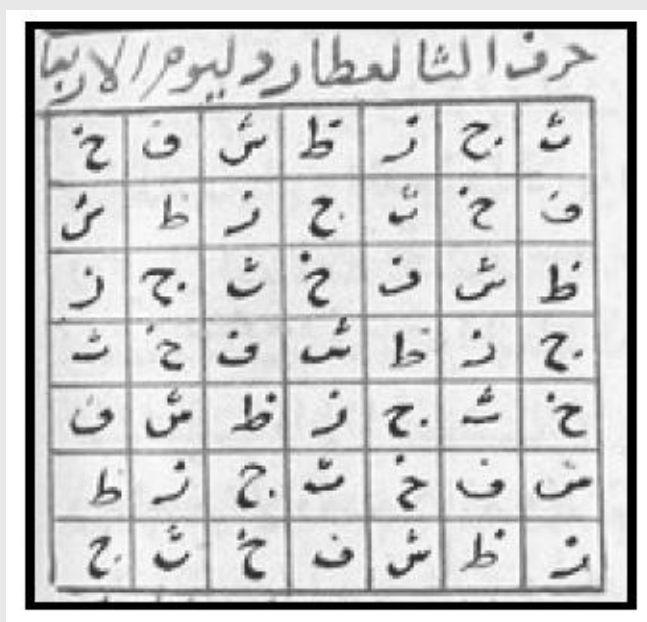 حرف الثا لعطارد ليوم الاربعا
ث ج ز ظ ش ف خ
ف خ ث ج ز ظ ش
ظ ش ف خ ث ج ز
ج ز ظ ش ف خ ث
خ ث ج ز ظ ش ف
ش ف خ ث ج ز ظ
ز ظ ش ف خ ث ج